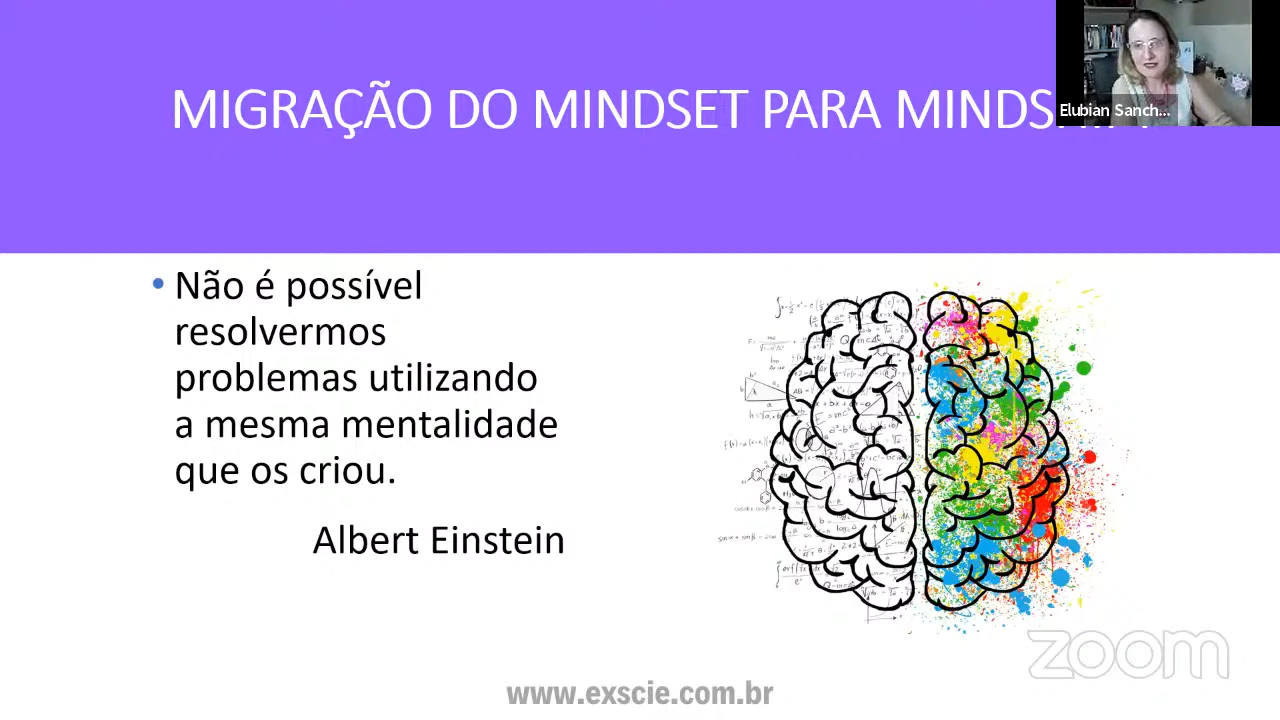 MIGRAÇÃO DO MINDSET PARA
Elubian Sanch...
• Não é possível
resolvermos
problemas utilizando
a mesma mentalidade
que os criou.
Albert Einstein
zoom
www.exscie.com.br